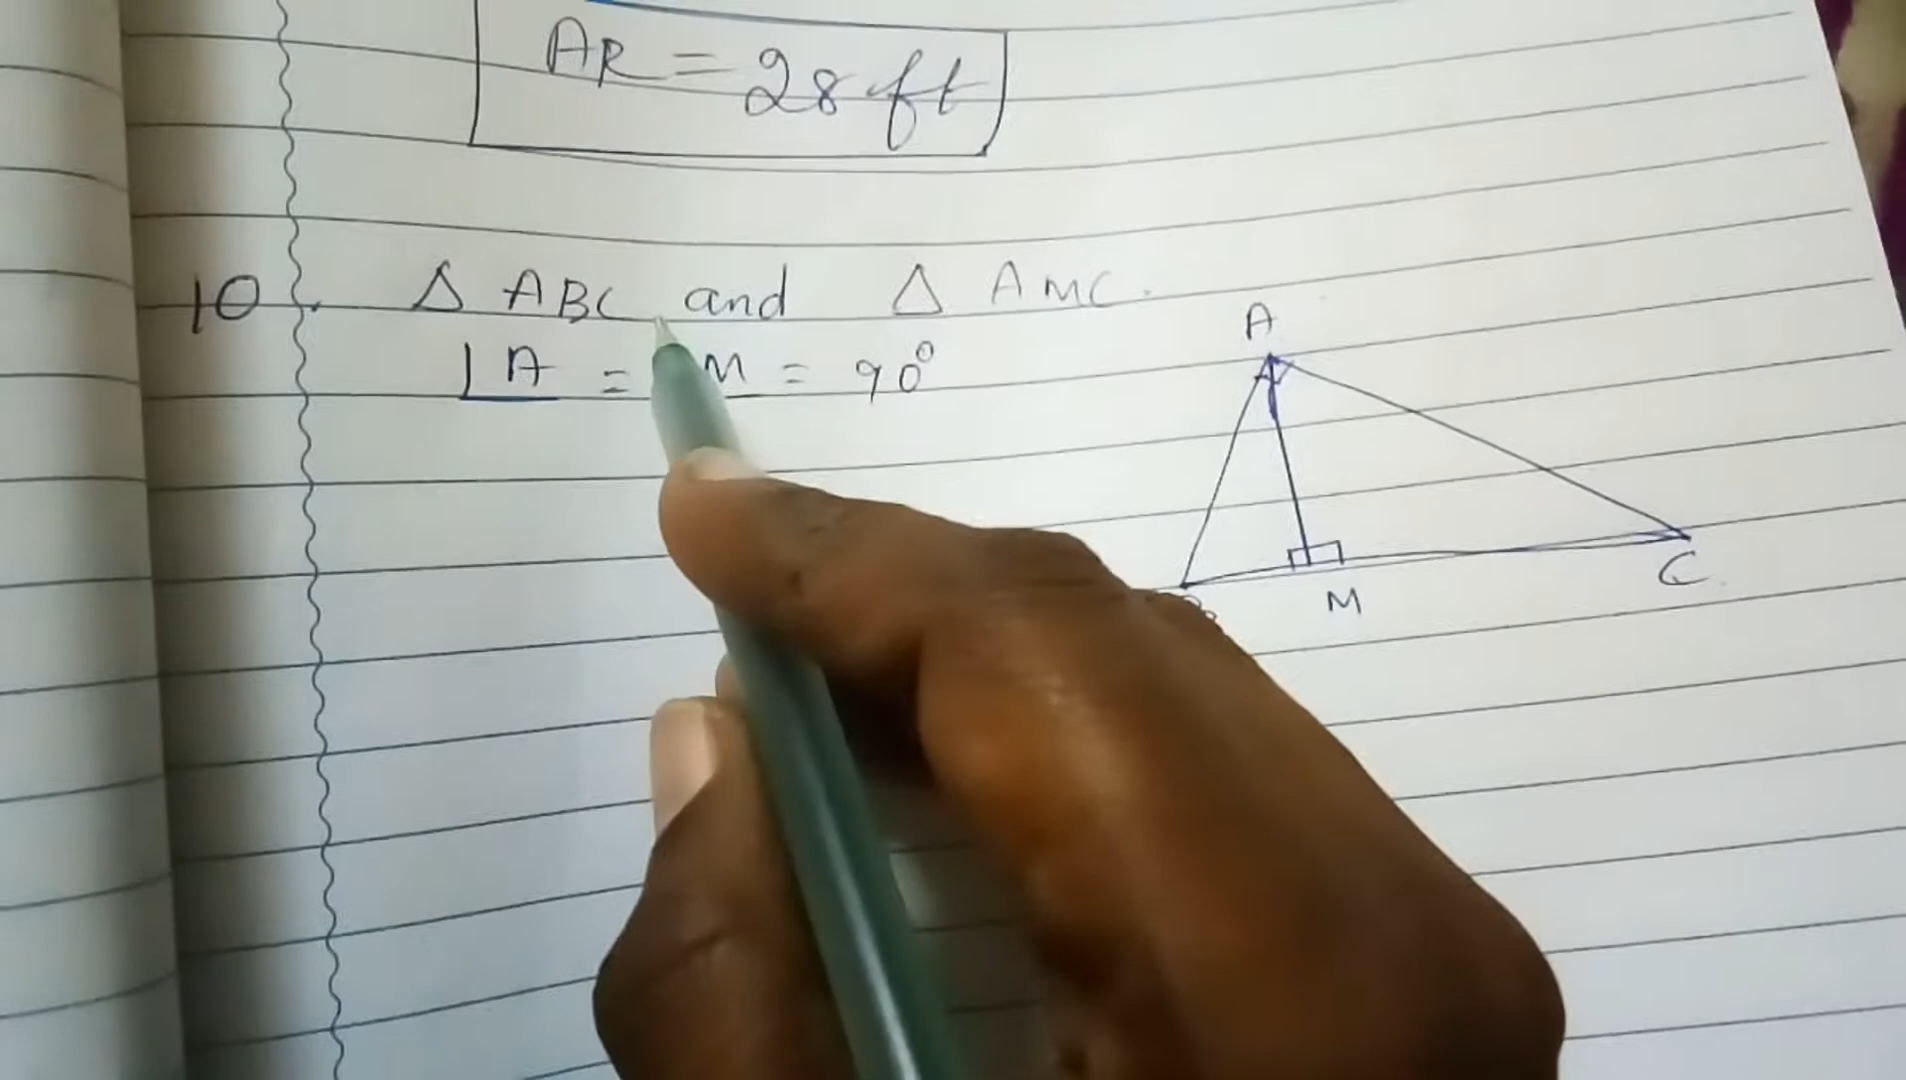 AR = 28 ft
10. Δ ABC and Δ AMC.
∠A = M = 90°
A
M
C